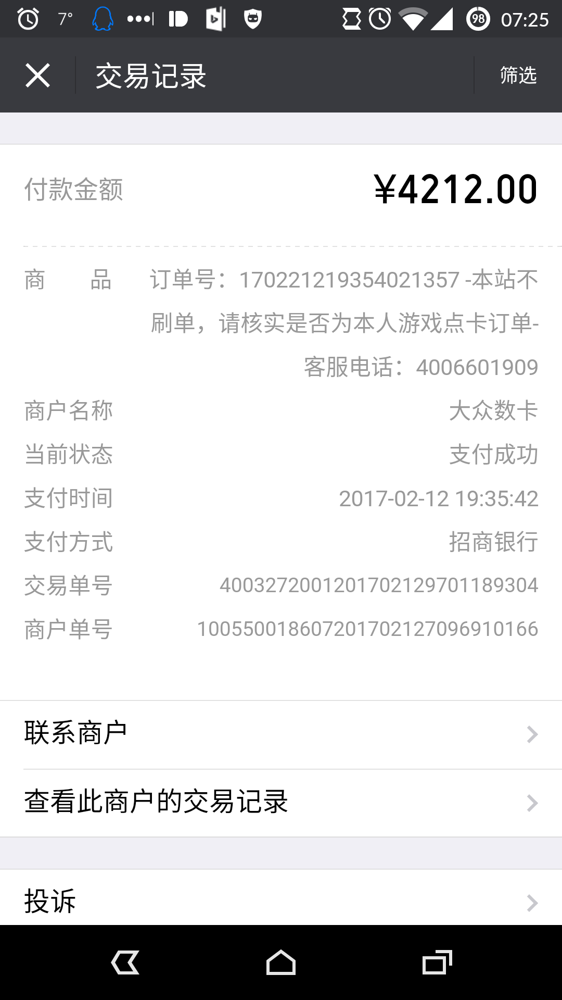 7°
98
07:25
交易记录
筛选
付款金额 ¥4212.00
商 品 订单号：170221219354021357 -本站不
刷单，请核实是否为本人游戏点卡订单-
客服电话：4006601909
商户名称 大众数卡
当前状态 支付成功
支付时间 2017-02-12 19:35:42
支付方式 招商银行
交易单号 4003272001201702129701189304
商户单号 100550018607201702127096910166
联系商户
查看此商户的交易记录
投诉